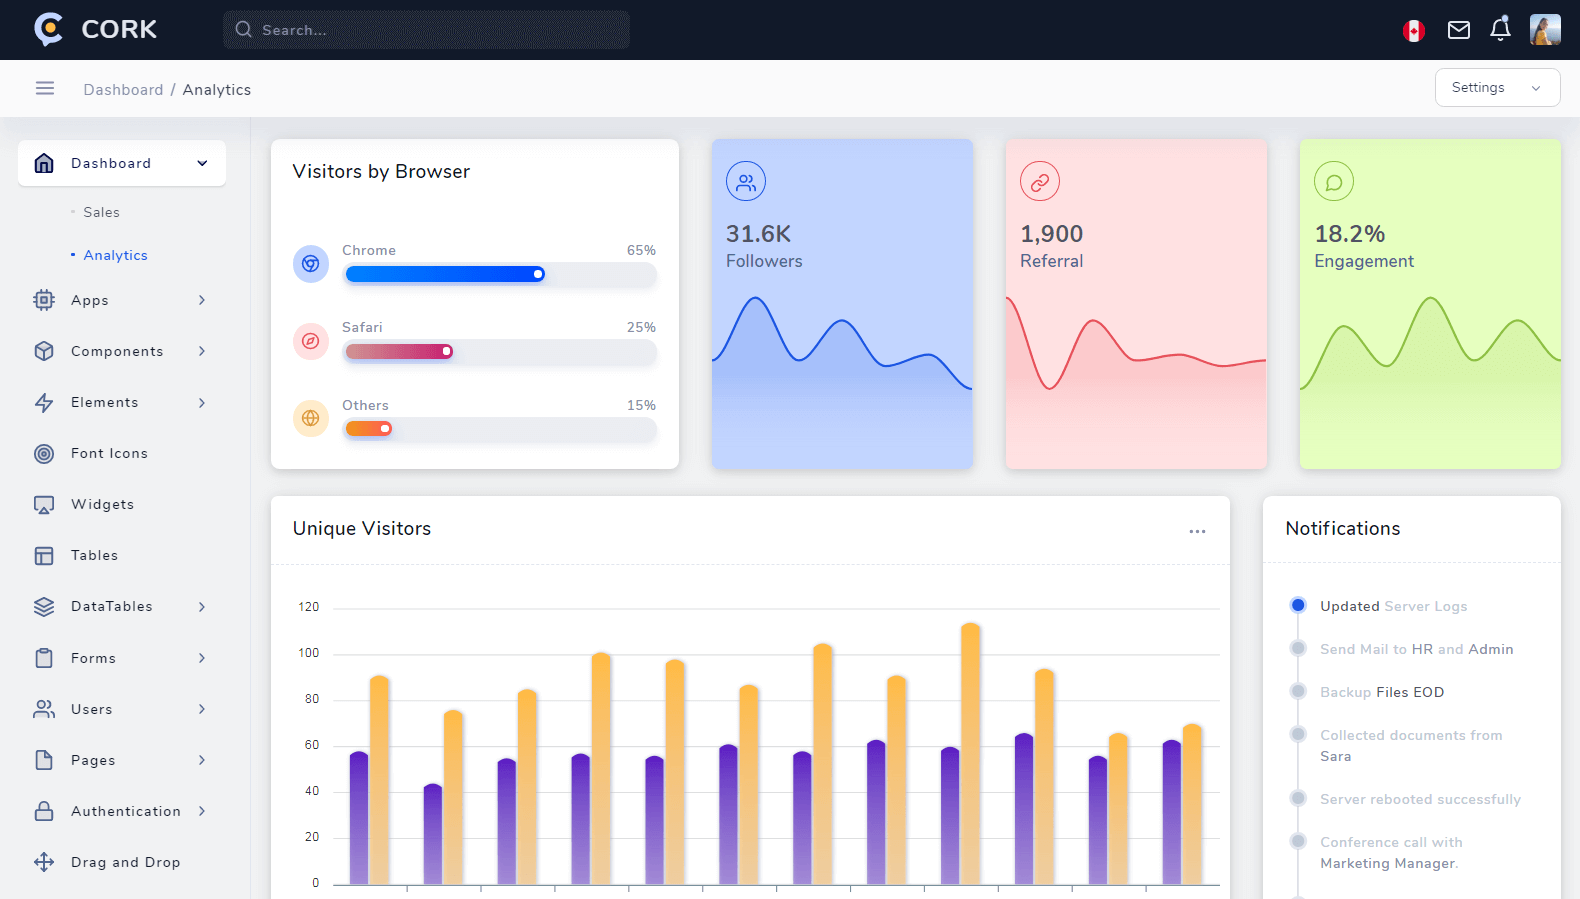 CORK
Search...
Dashboard / Analytics
Settings
Dashboard
Sales
Analytics
Apps
Components
Elements
Font Icons
Widgets
Tables
DataTables
Forms
Users
Pages
Authentication
Drag and Drop
Visitors by Browser
Chrome 65%
Safari 25%
Others 15%
31.6K
Followers
1,900
Referral
18.2%
Engagement
Unique Visitors
120
100
80
60
40
20
0
Notifications
Updated Server Logs
Send Mail to HR and Admin
Backup Files EOD
Collected documents from
Sara
Server rebooted successfully
Conference call with
Marketing Manager.